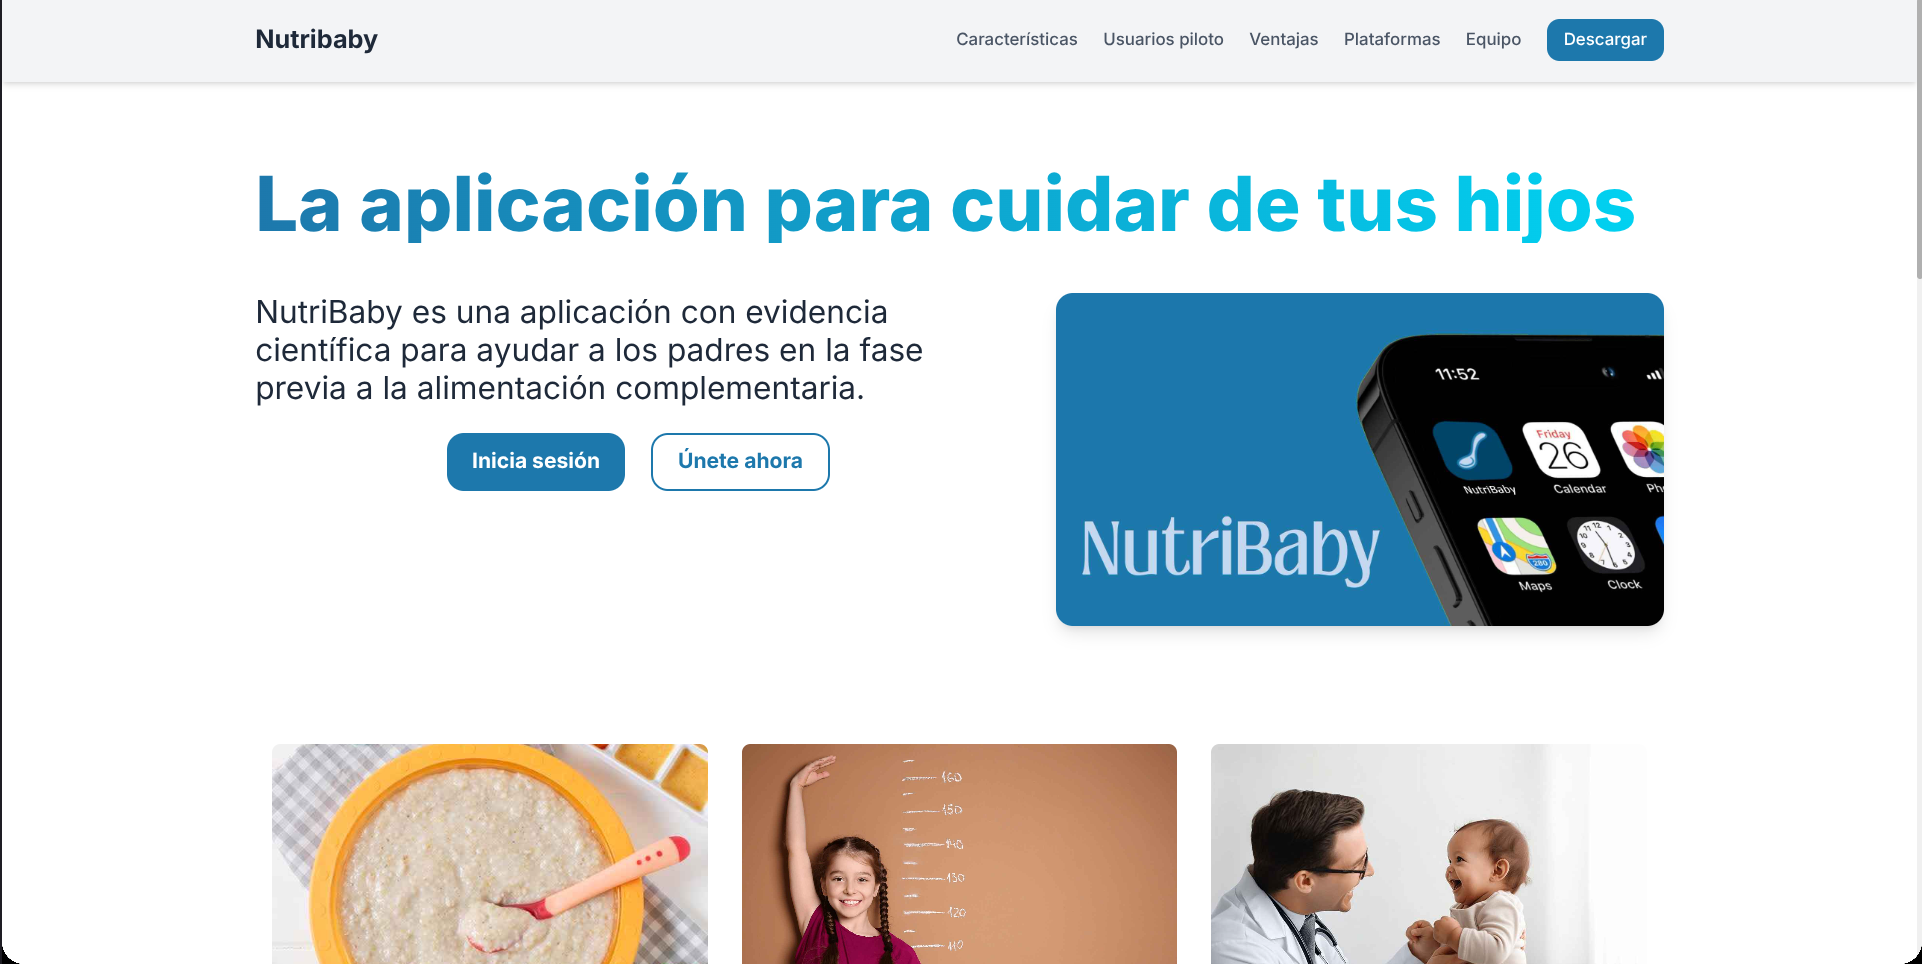 Nutribaby
Características
Usuarios piloto
Ventajas
Plataformas
Equipo
Descargar
La aplicación para cuidar de tus hijos
NutriBaby es una aplicación con evidencia
científica para ayudar a los padres en la fase
previa a la alimentación complementaria.
Inicia sesión
Únete ahora
11:52
Friday
26
NutriBaby
Calendar
Pho
280
Maps
Clock
NutriBaby
160
150
140
130
120
110